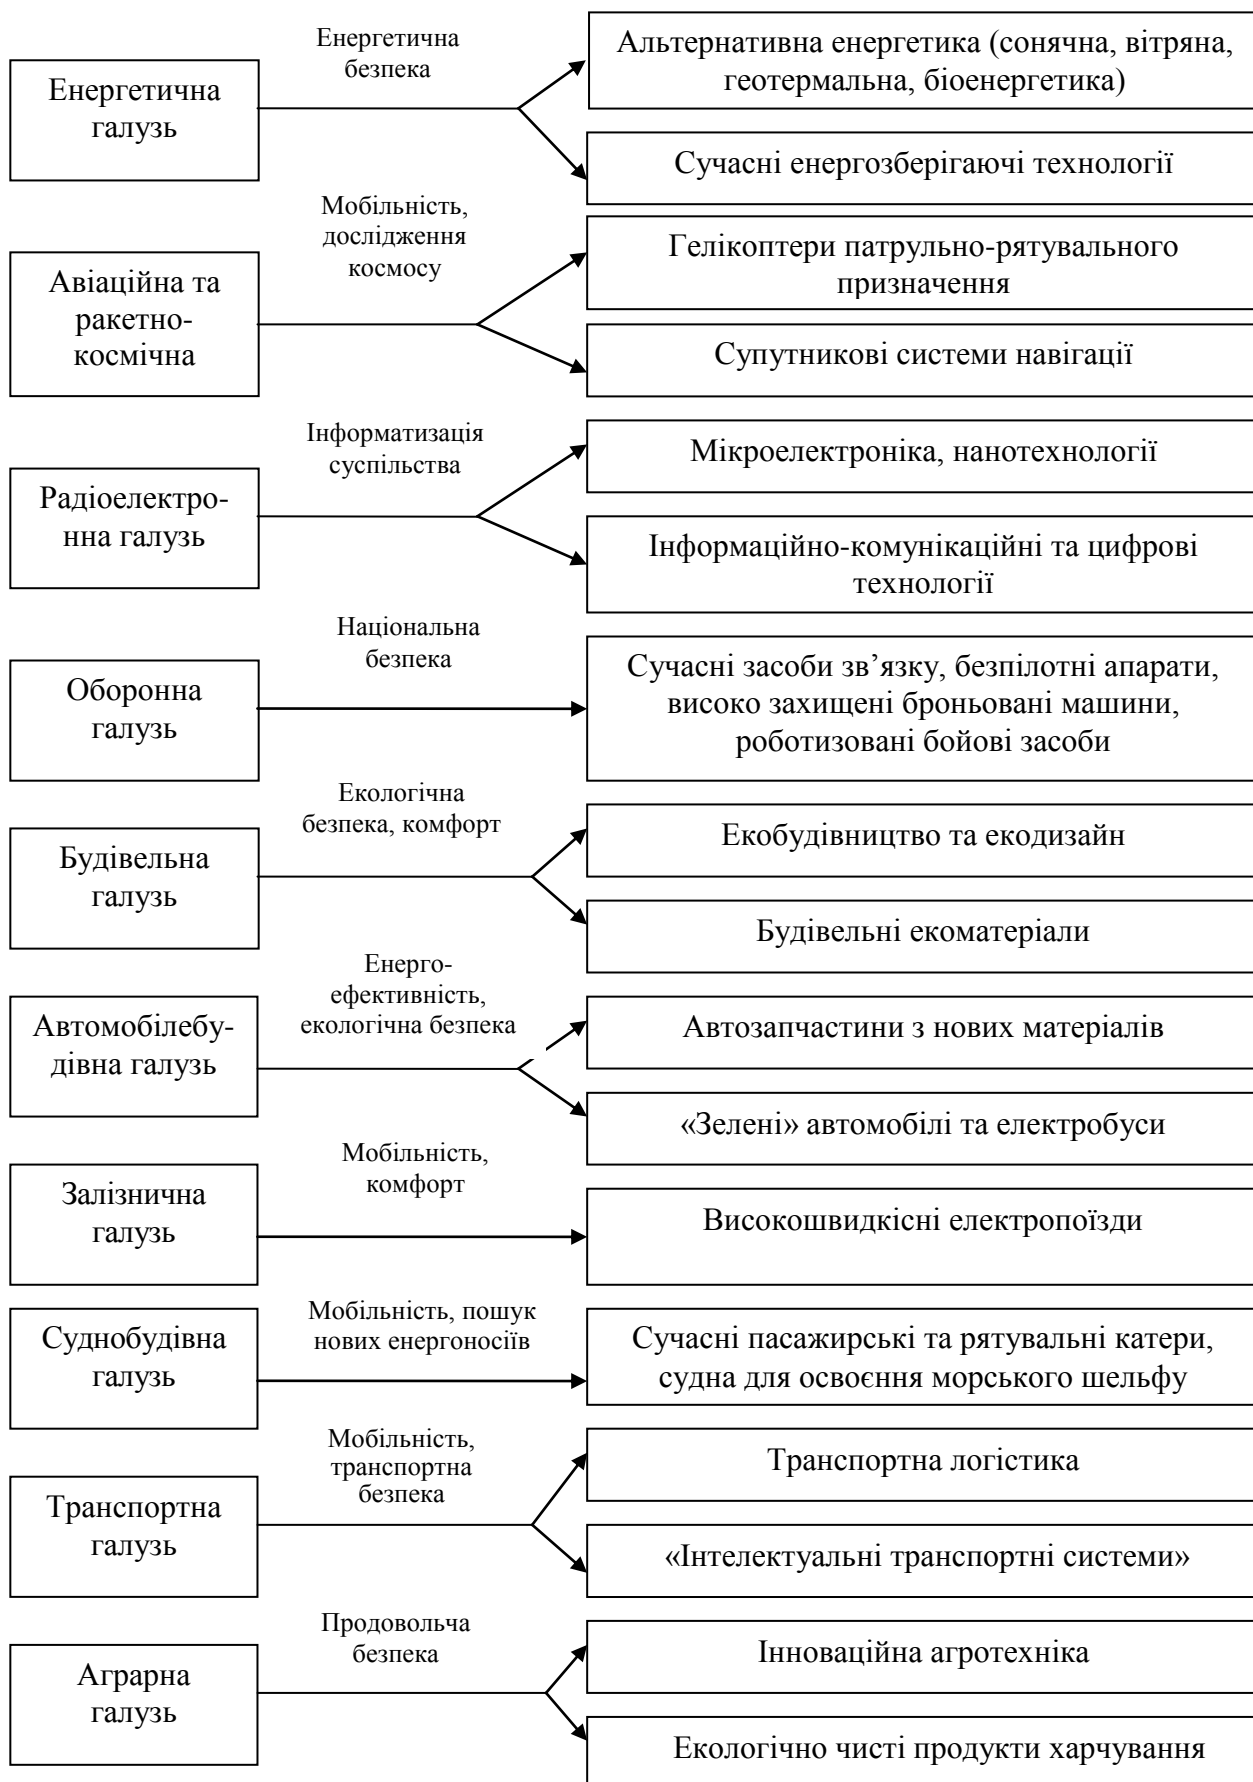 Енергетична
галузь
Енергетична
безпека
Альтернативна енергетика (сонячна, вітряна,
геотермальна, біоенергетика)
Сучасні енергозберігаючі технології
Авіаційна та
ракетно-
космічна
Мобільність,
дослідження
космосу
Гелікоптери патрульно-рятувального
призначення
Супутникові системи навігації
Радіоелектро-
нна галузь
Інформатизація
суспільства
Мікроелектроніка, нанотехнології
Інформаційно-комунікаційні та цифрові
технології
Оборонна
галузь
Національна
безпека
Сучасні засоби зв’язку, безпілотні апарати,
високо захищені броньовані машини,
роботизовані бойові засоби
Будівельна
галузь
Екологічна
безпека, комфорт
Екобудівництво та екодизайн
Будівельні екоматеріали
Автомобілебу-
дівна галузь
Енерго-
ефективність,
екологічна безпека
Автозапчастини з нових матеріалів
«Зелені» автомобілі та електробуси
Залізнична
галузь
Мобільність,
комфорт
Високошвидкісні електропоїзди
Суднобудівна
галузь
Мобільність, пошук
нових енергоносіїв
Сучасні пасажирські та рятувальні катери,
судна для освоєння морського шельфу
Транспортна
галузь
Мобільність,
транспортна
безпека
Транспортна логістика
«Інтелектуальні транспортні системи»
Аграрна
галузь
Продовольча
безпека
Інноваційна агротехніка
Екологічно чисті продукти харчування